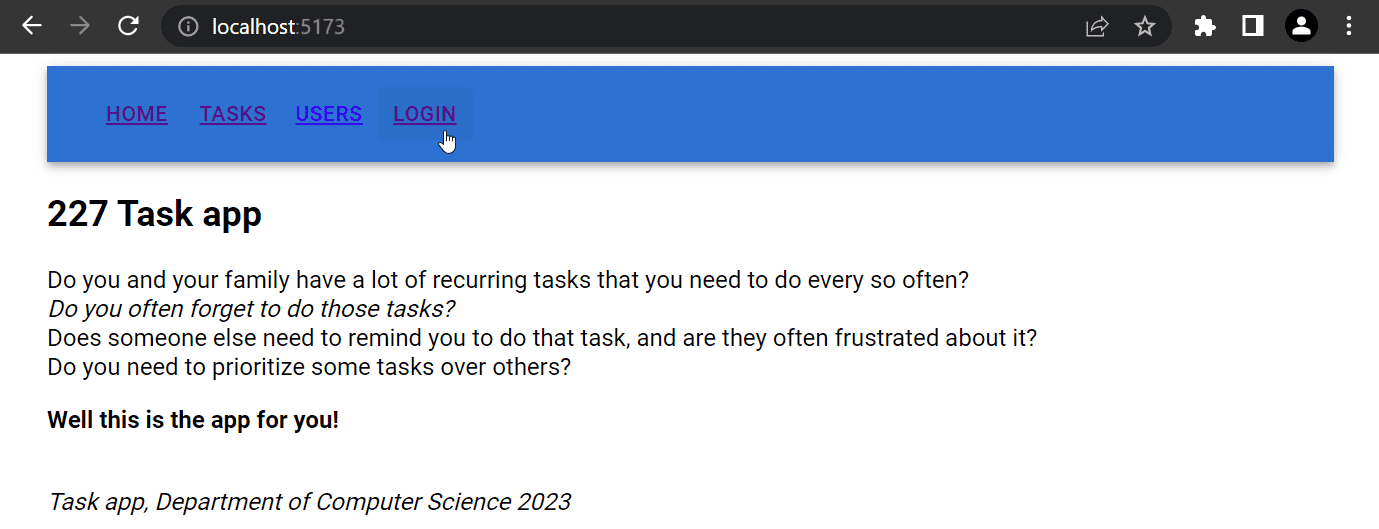 localhost:5173
HOME TASKS USERS LOGIN
227 Task app
Do you and your family have a lot of recurring tasks that you need to do every so often?
Do you often forget to do those tasks?
Does someone else need to remind you to do that task, and are they often frustrated about it?
Do you need to prioritize some tasks over others?
Well this is the app for you!
Task app, Department of Computer Science 2023